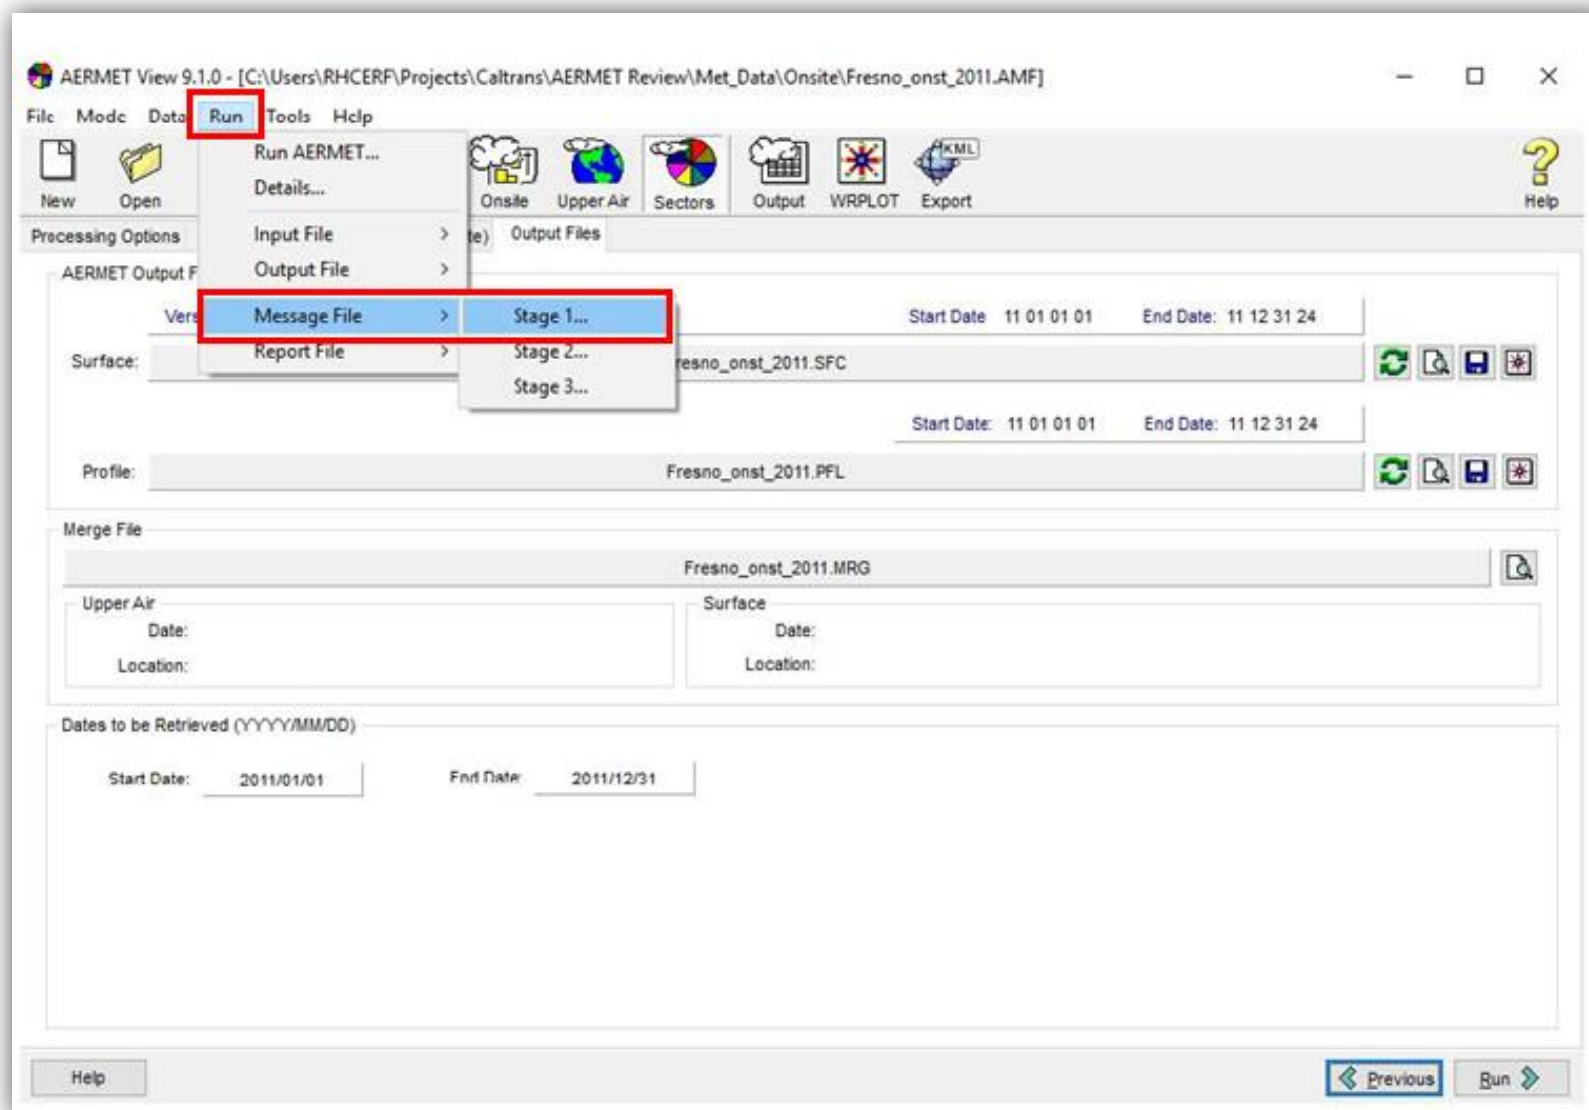 AERMET View 9.1.0 - [C:\Users\RHCERF\Projects\Caltrans\AERMET Review\Met_Data\Onsite\Fresno_onst_2011.AMF]
File Mode Data Run Tools Help
Run AERMET...
Details...
Input File
Output File
Message File
Report File
Stage 1...
Stage 2...
Stage 3...
New Open Onsite Upper Air Sectors Output WRPLOT KML Export Help
Processing Options te) Output Files
AERMET Output F
Vers Start Date 11 01 01 01 End Date: 11 12 31 24
Surface: resno_onst_2011.SFC
Start Date: 11 01 01 01 End Date: 11 12 31 24
Profile: Fresno_onst_2011.PFL
Merge File
Fresno_onst_2011.MRG
Upper Air Surface
Date: Date:
Location: Location:
Dates to be Retrieved (YYYY/MM/DD)
Start Date: 2011/01/01 End Date: 2011/12/31
Help Previous Run